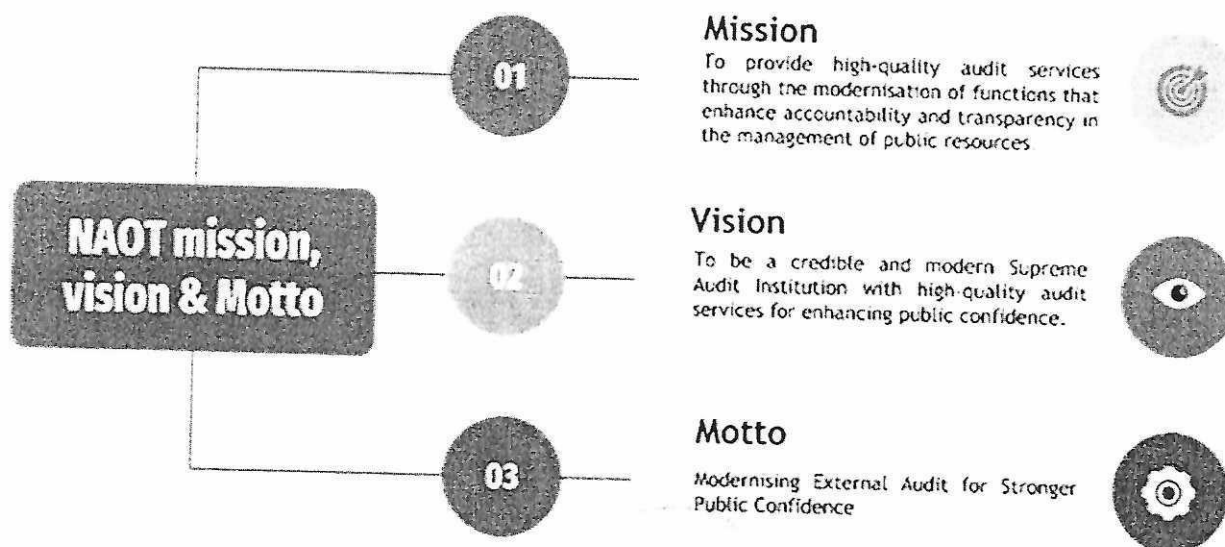 NAOT mission,
vision & Motto
01
Mission
To provide high-quality audit services
through the modernisation of functions that
enhance accountability and transparency in
the management of public resources
02
Vision
To be a credible and modern Supreme
Audit Institution with high-quality audit
services for enhancing public confidence.
03
Motto
Modernising External Audit for Stronger
Public Confidence